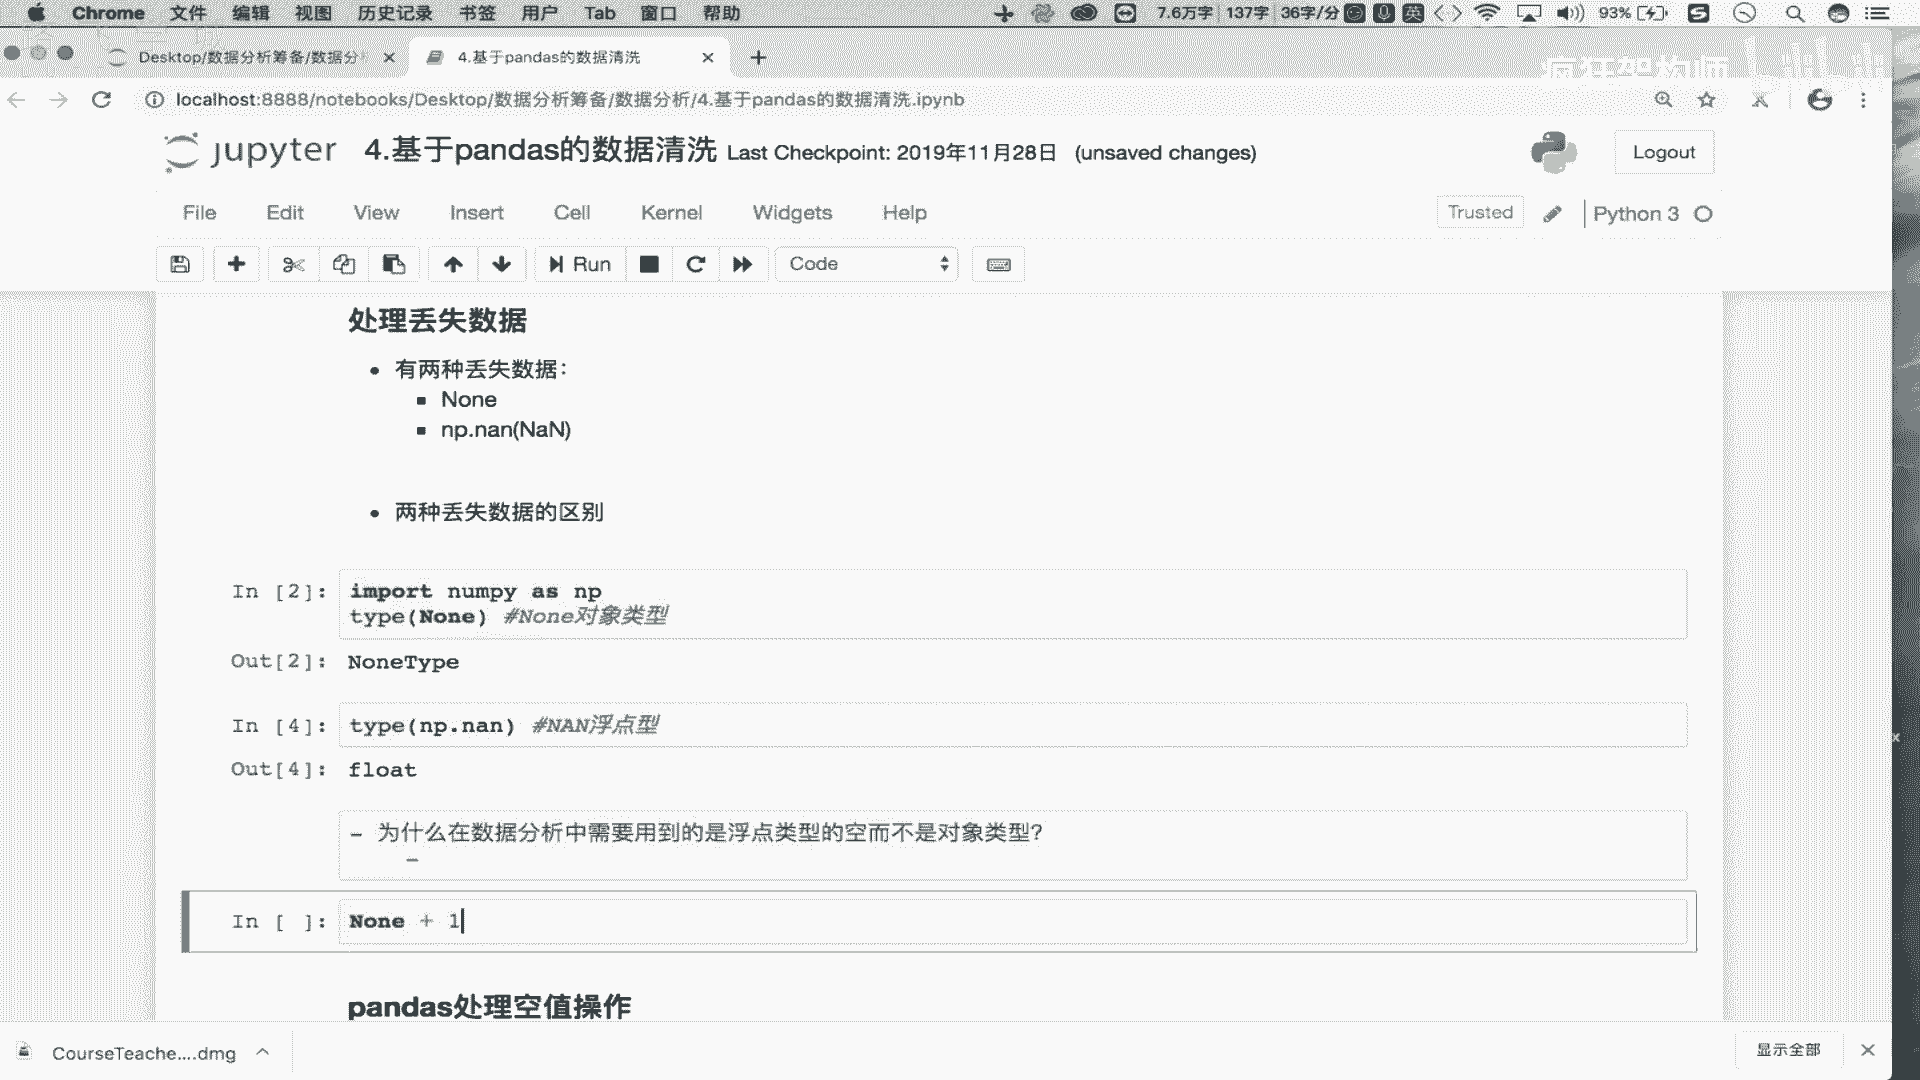 Chrome 文件 编辑 视图 历史记录 书签 用户 Tab 窗口 帮助 7.6万字 137字 36字/分 英 93%
Desktop/数据分析筹备/数据分 4.基于pandas的数据清洗
疯狂架构师
localhost:8888/notebooks/Desktop/数据分析筹备/数据分析/4.基于pandas的数据清洗.ipynb
jupyter 4.基于pandas的数据清洗 Last Checkpoint: 2019年11月28日 (unsaved changes) Logout
File Edit View Insert Cell Kernel Widgets Help Trusted Python 3
Run Code
处理丢失数据
有两种丢失数据：
None
np.nan(NaN)
两种丢失数据的区别
In [2]: import numpy as np
type(None) #None对象类型
Out[2]: NoneType
In [4]: type(np.nan) #NAN浮点型
Out[4]: float
- 为什么在数据分析中需要用到的是浮点类型的空而不是对象类型?
-
In [ ]: None + 1
pandas处理空值操作
CourseTeache....dmg 显示全部